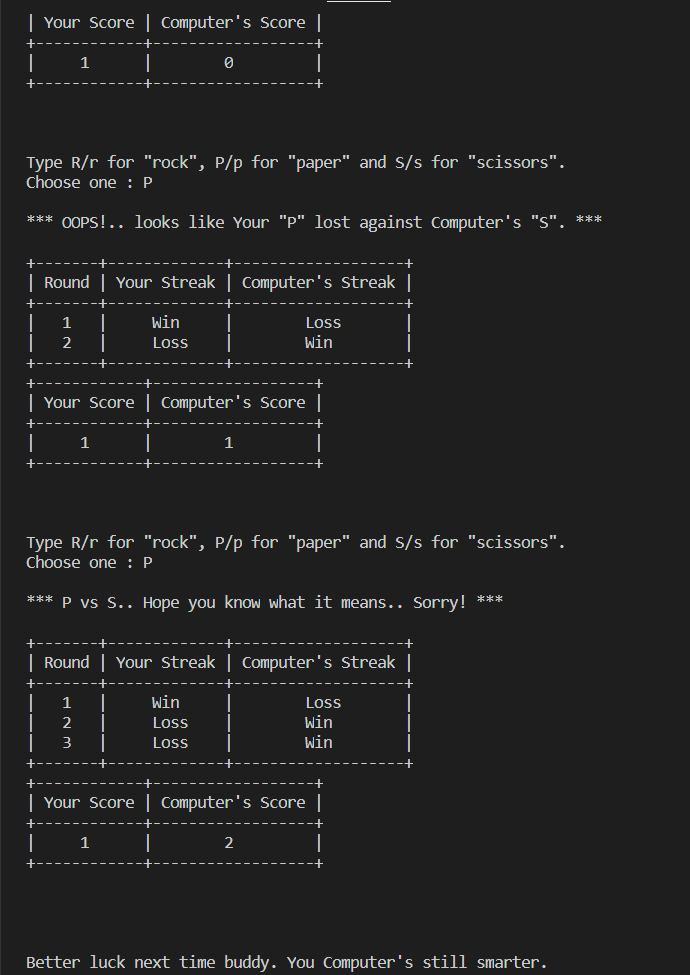 | Your Score | Computer's Score |
+------------+------------------+
|     1      |        0         |
+------------+------------------+
Type R/r for "rock", P/p for "paper" and S/s for "scissors".
Choose one : P
*** OOPS!.. looks like Your "P" lost against Computer's "S". ***
+-------+-------------+-------------------+
| Round | Your Streak | Computer's Streak |
+-------+-------------+-------------------+
|   1   |     Win     |        Loss       |
|   2   |     Loss    |        Win        |
+-------+-------------+-------------------+
+------------+------------------+
| Your Score | Computer's Score |
+------------+------------------+
|     1      |        1         |
+------------+------------------+
Type R/r for "rock", P/p for "paper" and S/s for "scissors".
Choose one : P
*** P vs S.. Hope you know what it means.. Sorry! ***
+-------+-------------+-------------------+
| Round | Your Streak | Computer's Streak |
+-------+-------------+-------------------+
|   1   |     Win     |        Loss       |
|   2   |     Loss    |        Win        |
|   3   |     Loss    |        Win        |
+-------+-------------+-------------------+
+------------+------------------+
| Your Score | Computer's Score |
+------------+------------------+
|     1      |        2         |
+------------+------------------+
Better luck next time buddy. You Computer's still smarter.